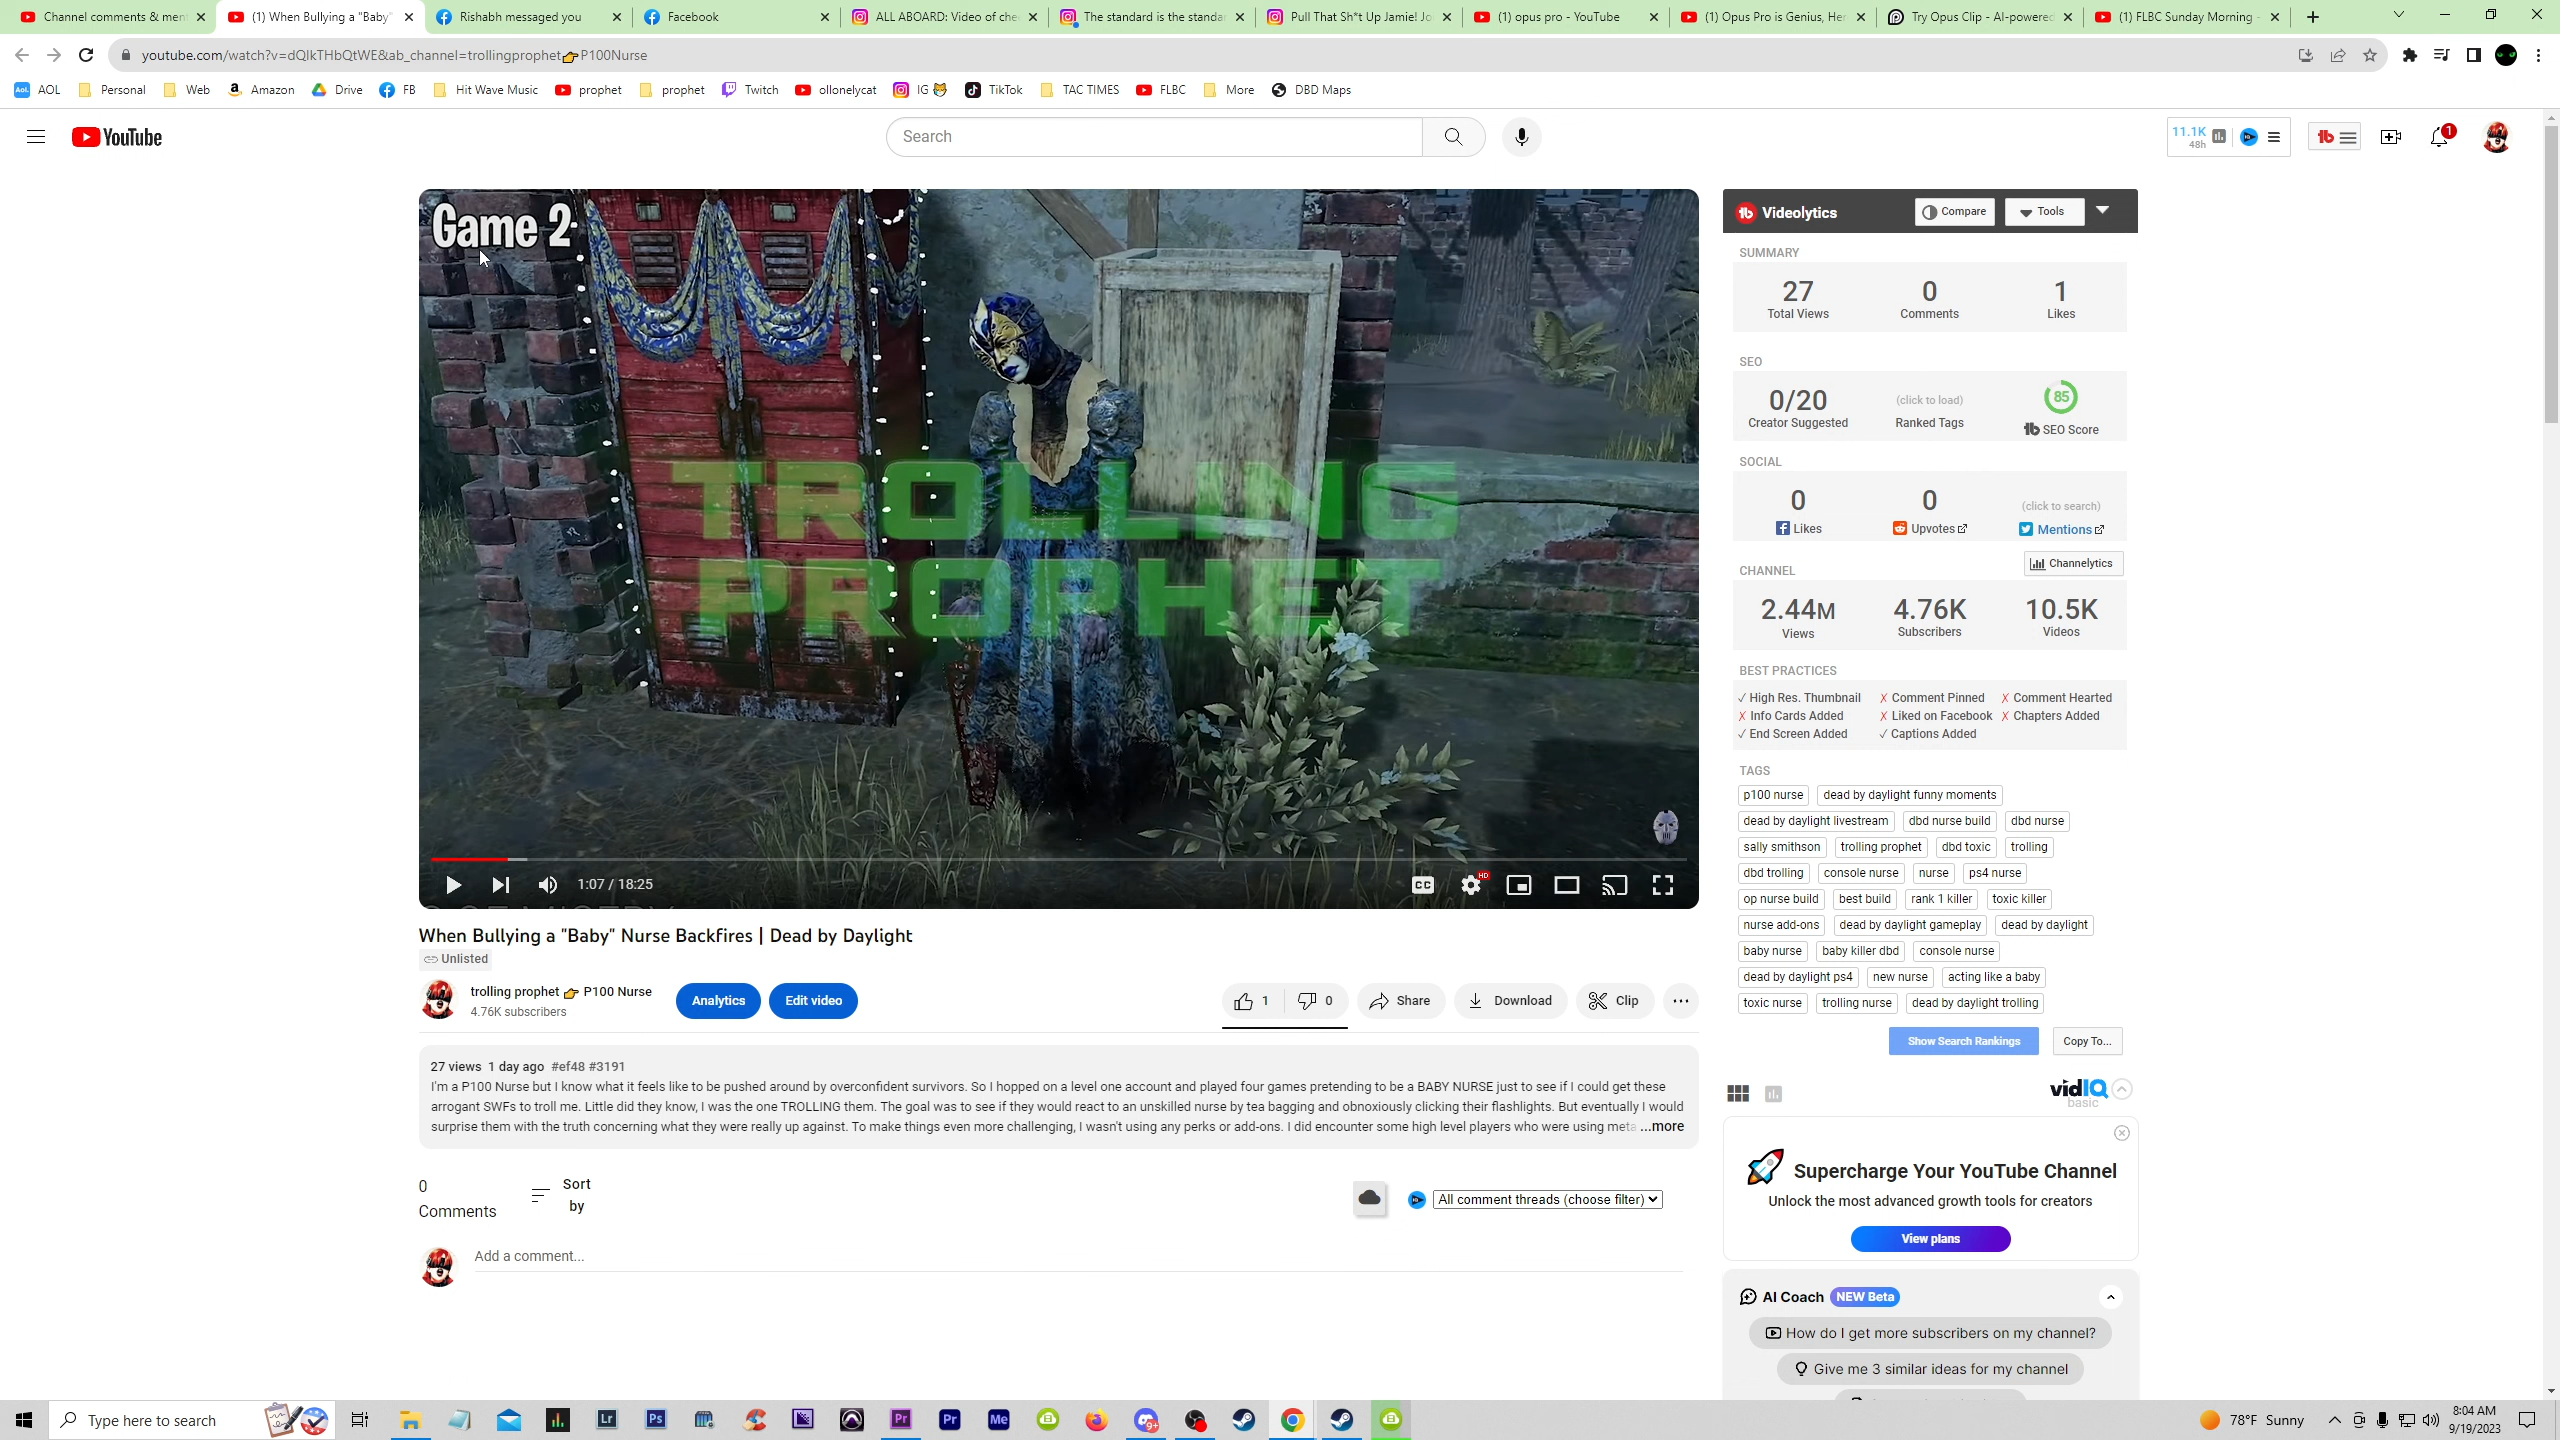 Channel comments & men
(1) When Bullying a "Baby"
Rishabh messaged you
Facebook
ALL ABOARD: Video of che
The standard is the standa
Pull That Sh*t Up Jamie! Jo
(1) opus pro - YouTube
(1) Opus Pro is Genius, Her
Try Opus Clip - AI-powered
(1) FLBC Sunday Morning -
youtube.com/watch?v=dQIkTHbQtWE&ab_channel=trollingprophet👉P100Nurse
AOL Personal Web Amazon Drive FB Hit Wave Music prophet prophet Twitch ollonelycat IG TikTok TAC TIMES FLBC More DBD Maps
YouTube
Search
11.1K
48h
1
Game 2
TROLLING
PROPHET
1:07 / 18:25
CC
HD
When Bullying a "Baby" Nurse Backfires | Dead by Daylight
Unlisted
trolling prophet 👉 P100 Nurse
4.76K subscribers
Analytics
Edit video
1
0
Share
Download
Clip
27 views 1 day ago #ef48 #3191
I'm a P100 Nurse but I know what it feels like to be pushed around by overconfident survivors. So I hopped on a level one account and played four games pretending to be a BABY NURSE just to see if I could get these
arrogant SWFs to troll me. Little did they know, I was the one TROLLING them. The goal was to see if they would react to an unskilled nurse by tea bagging and obnoxiously clicking their flashlights. But eventually I would
surprise them with the truth concerning what they were really up against. To make things even more challenging, I wasn't using any perks or add-ons. I did encounter some high level players who were using meta ...more
0
Comments
Sort
by
All comment threads (choose filter)
Add a comment...
Videolytics
Compare
Tools
SUMMARY
27 0 1
Total Views Comments Likes
SEO
0/20 (click to load) 85
Creator Suggested Ranked Tags SEO Score
SOCIAL
0 0 (click to search)
Likes Upvotes Mentions
CHANNEL
Channelytics
2.44M 4.76K 10.5K
Views Subscribers Videos
BEST PRACTICES
✓ High Res. Thumbnail ✗ Comment Pinned ✗ Comment Hearted
✗ Info Cards Added ✗ Liked on Facebook ✗ Chapters Added
✓ End Screen Added ✓ Captions Added
TAGS
p100 nurse dead by daylight funny moments
dead by daylight livestream dbd nurse build dbd nurse
sally smithson trolling prophet dbd toxic trolling
dbd trolling console nurse nurse ps4 nurse
op nurse build best build rank 1 killer toxic killer
nurse add-ons dead by daylight gameplay dead by daylight
baby nurse baby killer dbd console nurse
dead by daylight ps4 new nurse acting like a baby
toxic nurse trolling nurse dead by daylight trolling
Show Search Rankings
Copy To...
vidIQ
basic
Supercharge Your YouTube Channel
Unlock the most advanced growth tools for creators
View plans
AI Coach NEW Beta
How do I get more subscribers on my channel?
Give me 3 similar ideas for my channel
Type here to search
Lr
Ps
Pr
Pr
Me
9+
78°F Sunny
8:04 AM
9/19/2023